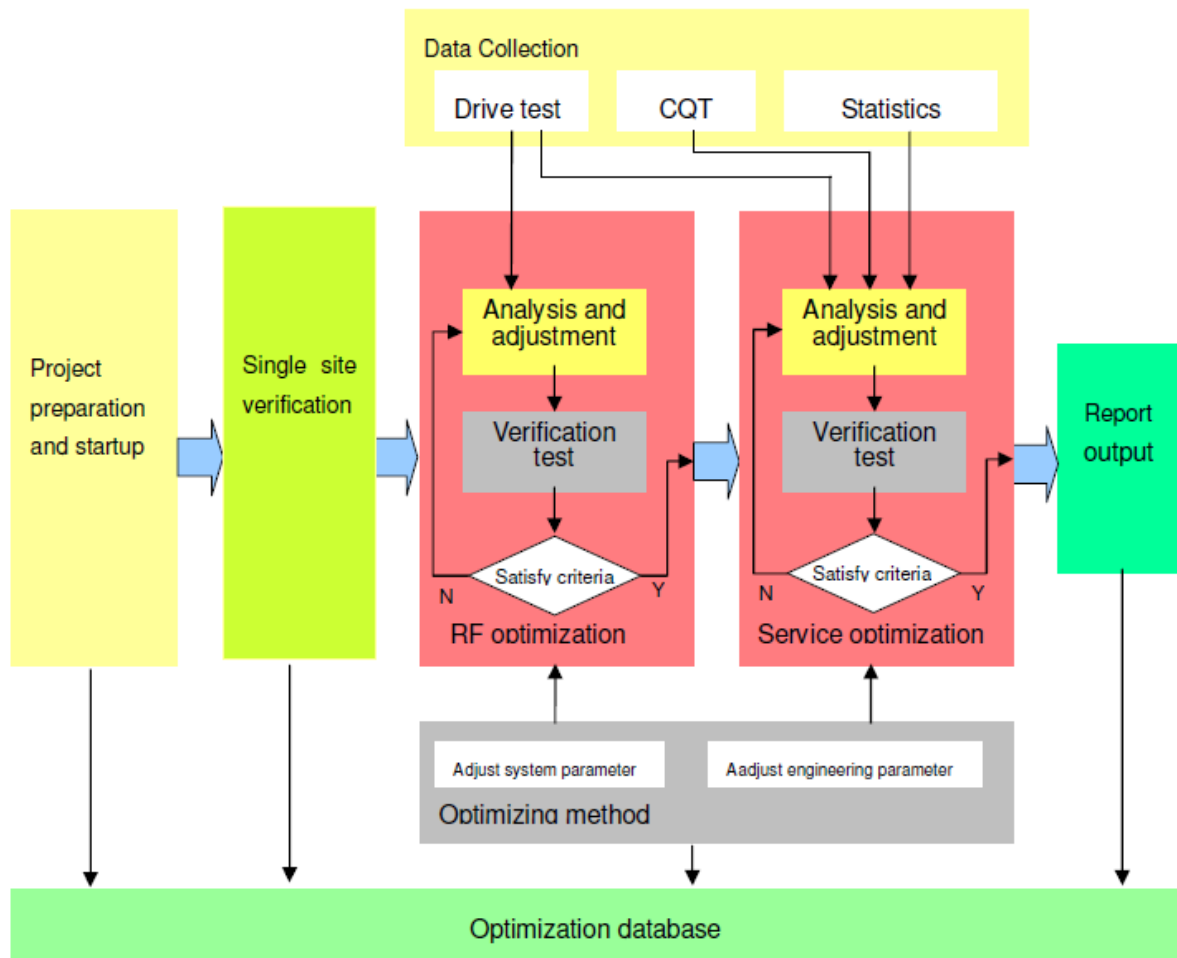 Data Collection
Drive test
CQT
Statistics
Project
preparation
and startup
Single site
verification
Analysis and
adjustment
Verification
test
Satisfy criteria
N
Y
RF optimization
Analysis and
adjustment
Verification
test
Satisfy criteria
N
Y
Service optimization
Report
output
Adjust system parameter
Aadjust engineering parameter
Optimizing method
Optimization database